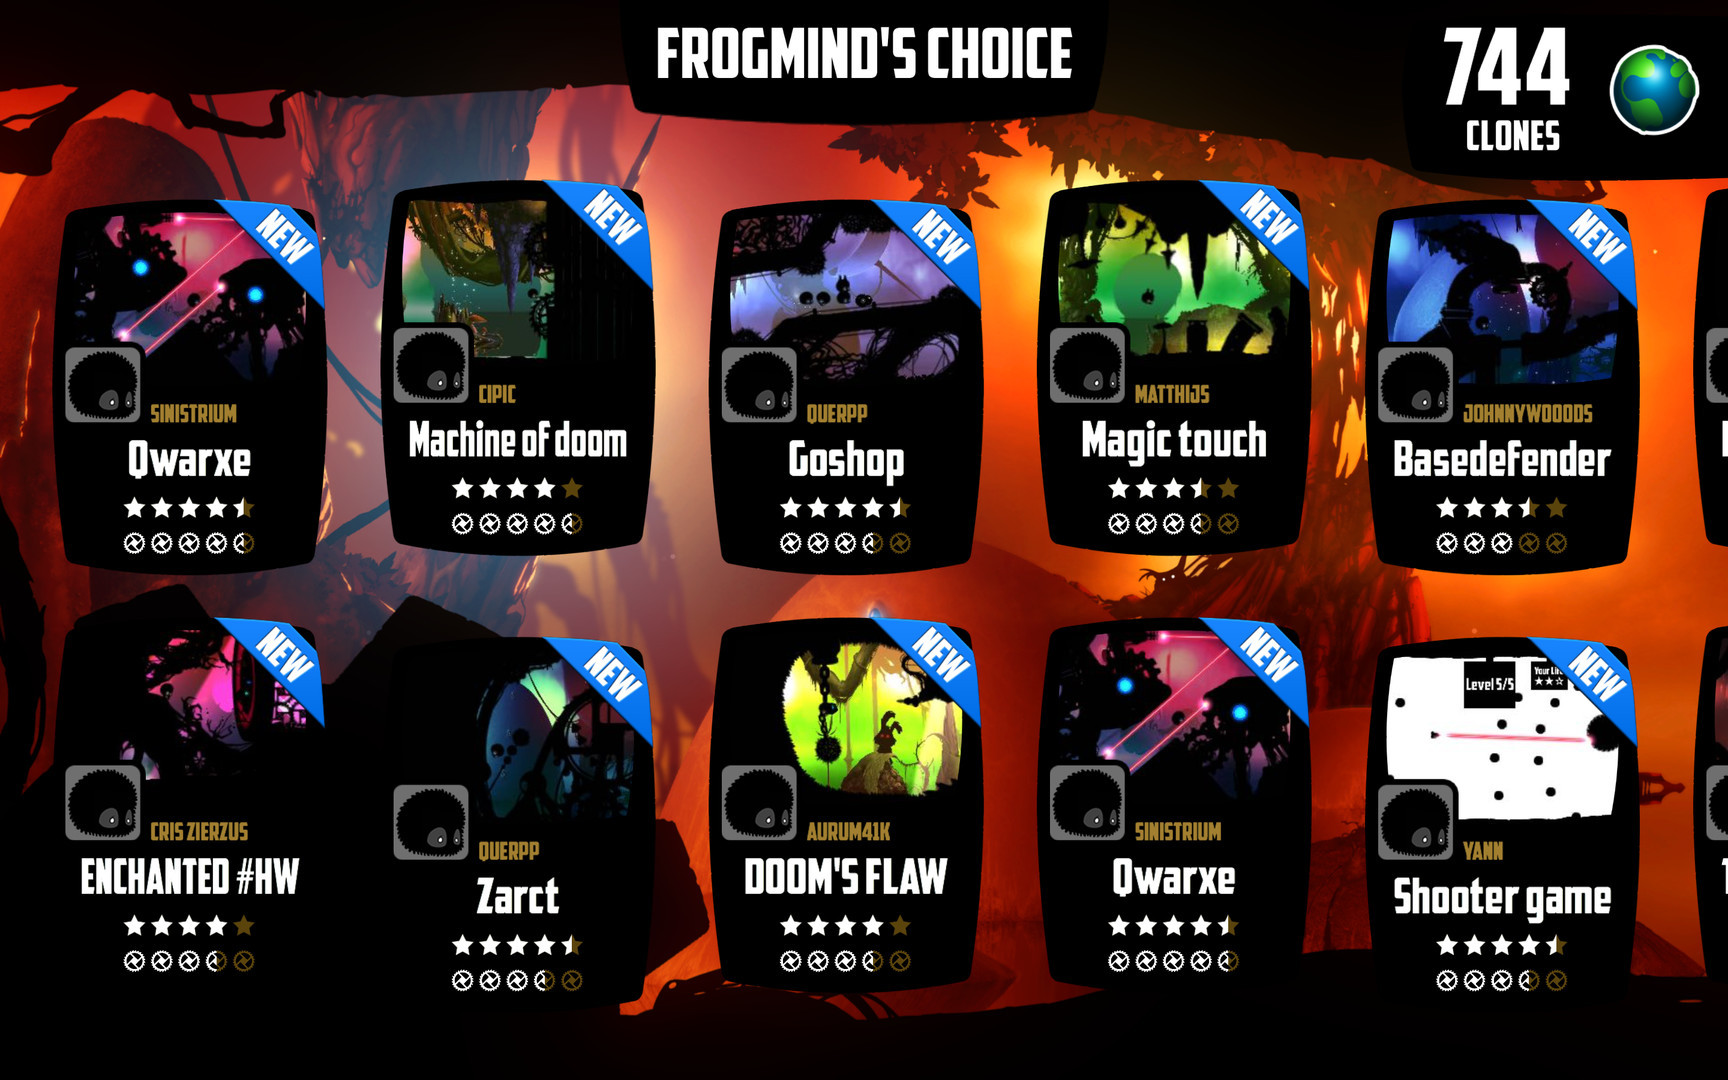 FROGMIND'S CHOICE
744
CLONES
NEW
SINISTRIUM
Qwarxe
NEW
CIPIC
Machine of doom
NEW
QUERPP
Goshop
NEW
MATTHIJS
Magic touch
NEW
JOHNNYWOODS
Basedefender
NEW
CRIS ZIERZUS
ENCHANTED #HW
NEW
QUERPP
Zarct
NEW
AURUM41K
DOOM'S FLAW
NEW
SINISTRIUM
Qwarxe
NEW
Level 5/5
Your
YANN
Shooter game